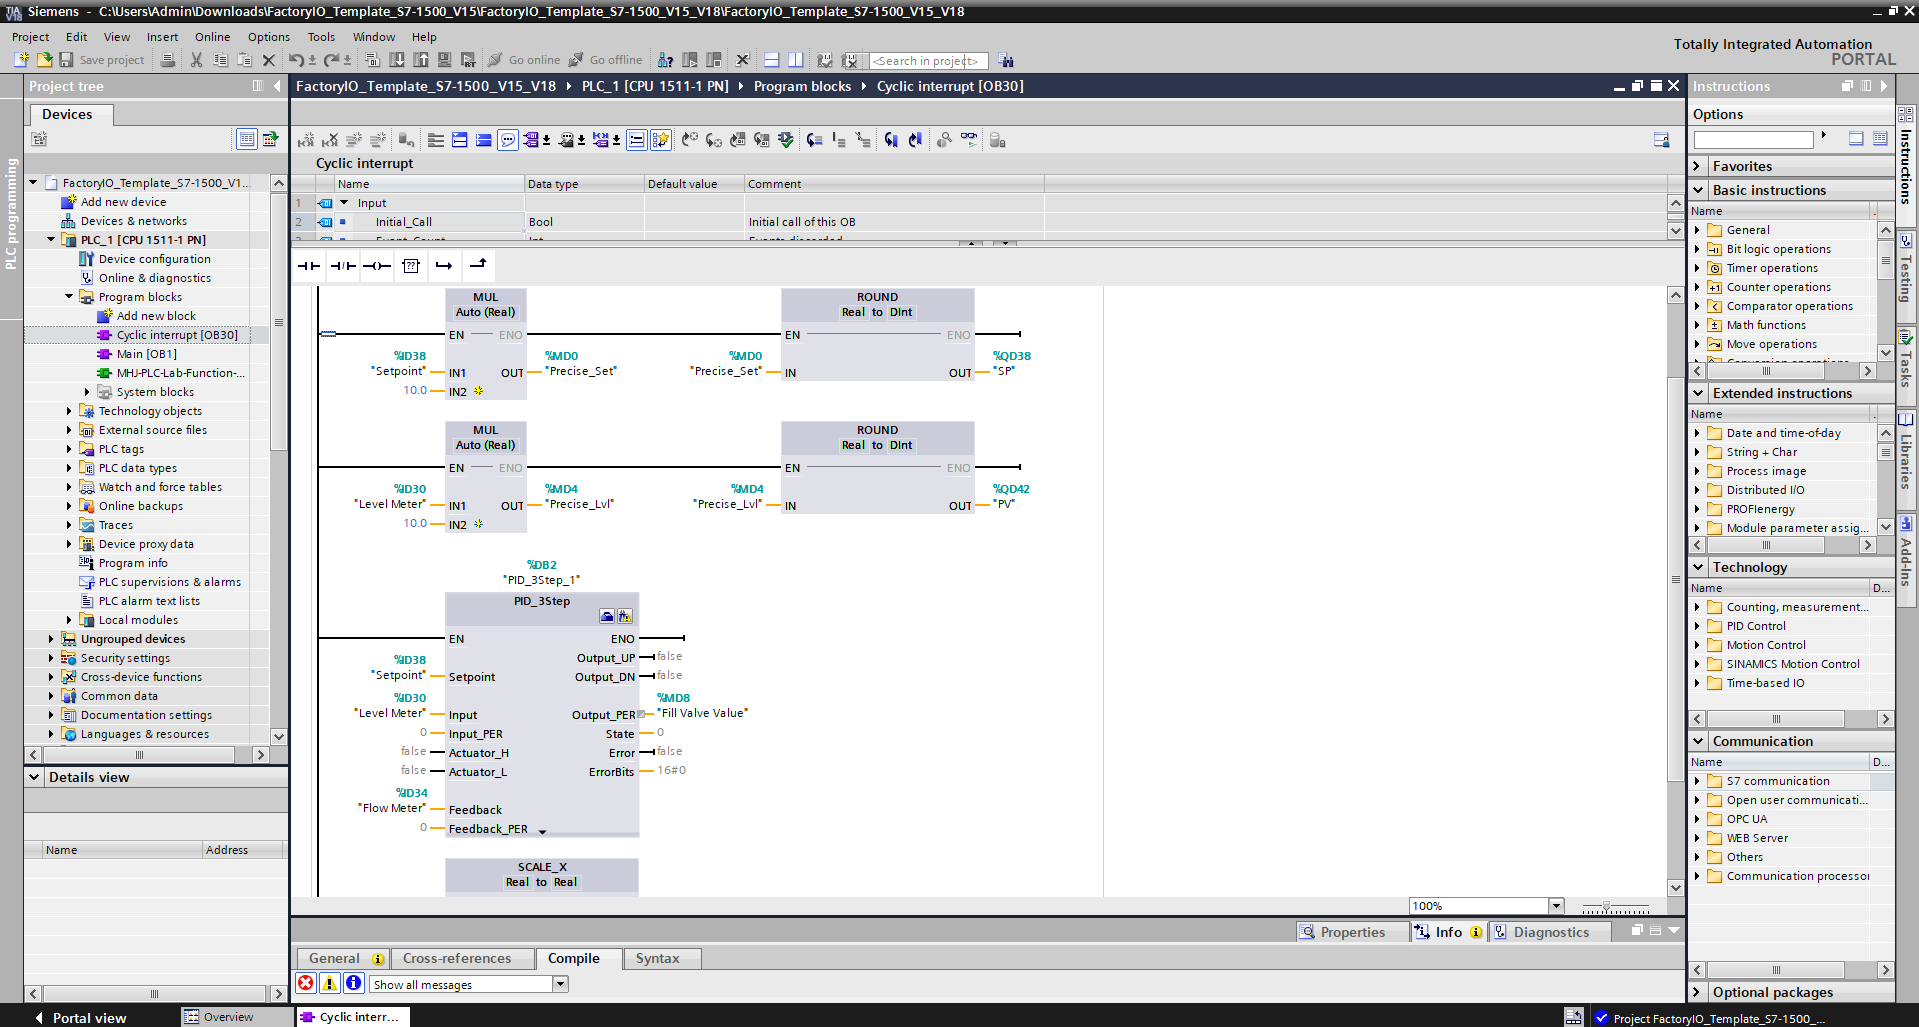 Siemens - C:\Users\Admin\Downloads\FactoryIO_Template_S7-1500_V15\FactoryIO_Template_S7-1500_V15_V18\FactoryIO_Template_S7-1500_V15_V18
Project Edit View Insert Online Options Tools Window Help
Save project Go online Go offline <Search in project>
Totally Integrated Automation
PORTAL
Project tree
FactoryIO_Template_S7-1500_V15_V18 PLC_1 [CPU 1511-1 PN] Program blocks Cyclic interrupt [OB30]
Instructions
Devices
Options
PLC programming
FactoryIO_Template_S7-1500_V1...
Add new device
Devices & networks
PLC_1 [CPU 1511-1 PN]
Device configuration
Online & diagnostics
Program blocks
Add new block
Cyclic interrupt [OB30]
Main [OB1]
MHJ-PLC-Lab-Function-...
System blocks
Technology objects
External source files
PLC tags
PLC data types
Watch and force tables
Online backups
Traces
Device proxy data
Program info
PLC supervisions & alarms
PLC alarm text lists
Local modules
Ungrouped devices
Security settings
Cross-device functions
Common data
Documentation settings
Languages & resources
Details view
Name Address
Cyclic interrupt
Name Data type Default value Comment
1 Input
2 Initial_Call Bool Initial call of this OB
MUL
Auto (Real)
ROUND
Real to DInt
EN ENO EN ENO
%ID38 %MD0 %MD0 %QD38
"Setpoint" IN1 OUT "Precise_Set" "Precise_Set" IN OUT "SP"
10.0 IN2
MUL
Auto (Real)
ROUND
Real to DInt
EN ENO EN ENO
%ID30 %MD4 %MD4 %QD42
"Level Meter" IN1 OUT "Precise_Lvl" "Precise_Lvl" IN OUT "PV"
10.0 IN2
%DB2
"PID_3Step_1"
PID_3Step
EN ENO
Output_UP false
%ID38
"Setpoint" Setpoint Output_DN false
%ID30 %MD8
"Level Meter" Input Output_PER "Fill Valve Value"
0 Input_PER State 0
false Actuator_H Error false
false Actuator_L ErrorBits 16#0
%ID34
"Flow Meter" Feedback
0 Feedback_PER
SCALE_X
Real to Real
100%
Properties Info Diagnostics
General Cross-references Compile Syntax
Show all messages
Favorites
Basic instructions
Name
General
Bit logic operations
Timer operations
Counter operations
Comparator operations
Math functions
Move operations
Extended instructions
Name
Date and time-of-day
String + Char
Process image
Distributed I/O
PROFIenergy
Module parameter assig...
Technology
Name D...
Counting, measurement...
PID Control
Motion Control
SINAMICS Motion Control
Time-based IO
Communication
Name D...
S7 communication
Open user communicati...
OPC UA
WEB Server
Others
Communication processor
Optional packages
Instructions
Testing
Tasks
Libraries
Add-Ins
Portal view Overview Cyclic interr... Project FactoryIO_Template_S7-1500_...